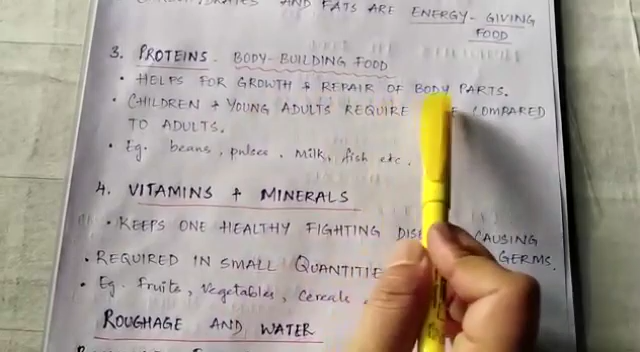 AND FATS ARE ENERGY-GIVING
FOOD
3. PROTEINS - BODY-BUILDING FOOD
• HELPS FOR GROWTH + REPAIR OF BODY PARTS.
• CHILDREN + YOUNG ADULTS REQUIRE E COMPARED
TO ADULTS.
• Eg. beans, pulses, Milk, fish etc.
4. VITAMINS + MINERALS
• KEEPS ONE HEALTHY FIGHTING DISE CAUSING
GERMS.
• REQUIRED IN SMALL QUANTITIE
• Eg. Fruits, Vegetables, Cereals
ROUGHAGE AND WATER